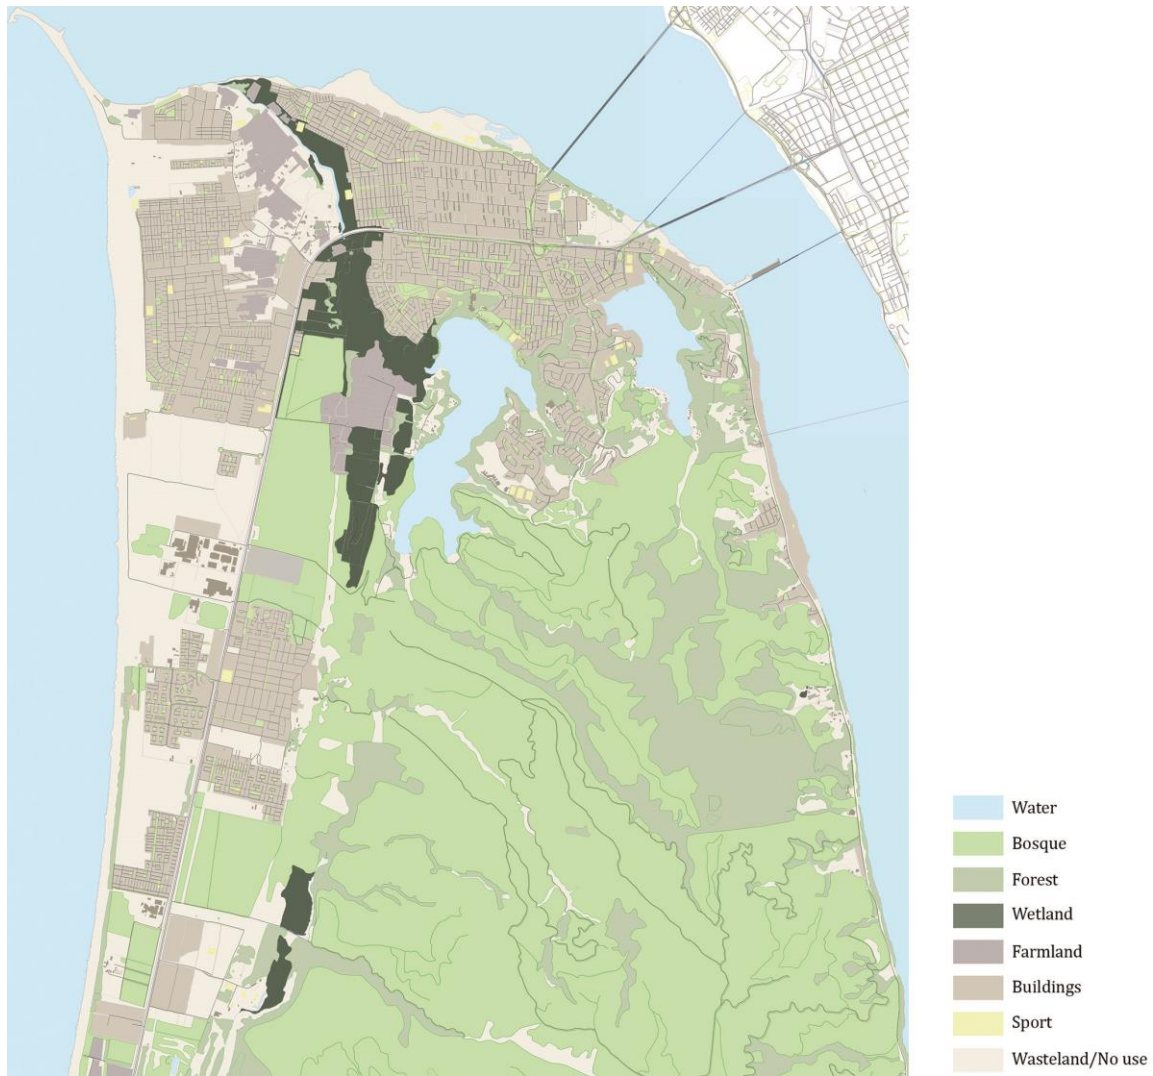 Water
Bosque
Forest
Wetland
Farmland
Buildings
Sport
Wasteland/No use